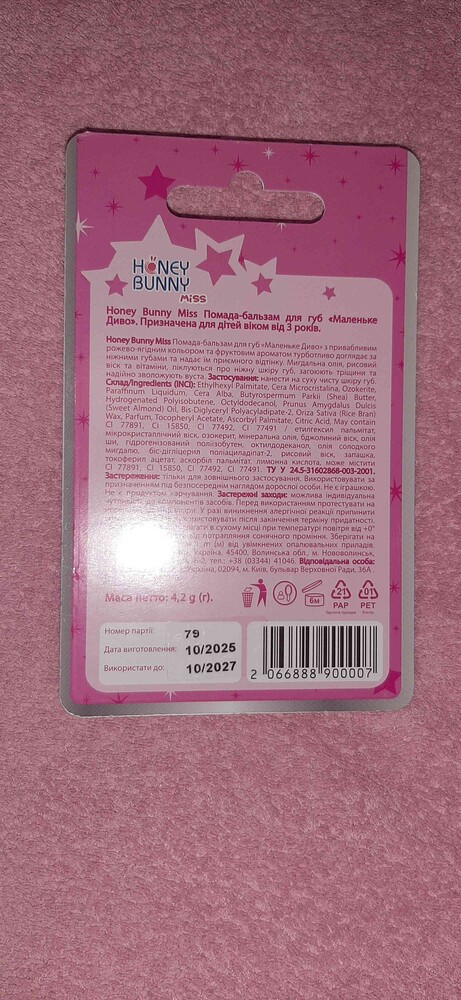 HONEY
BUNNY
Miss
Honey Bunny Miss Помада-бальзам для губ «Маленьке
Диво». Призначена для дітей віком від 3 років.
Honey Bunny Miss Помада-бальзам для губ «Маленьке Диво» з привабливим
рожево-ягідним кольором та фруктовим ароматом турботливо доглядає за
ніжними губами та надає їм приємного відтінку. Мигдальна олія, рисовий
віск та вітаміни, піклуються про ніжну шкіру губ, загоюють тріщини та
надійно зволожують вуста. Застосування: нанести на суху чисту шкіру губ.
Склад/Ingredients (INCI): Ethylhexyl Palmitate, Cera Microcristalina, Ozokerite,
Paraffinum Liquidum, Cera Alba, Butyrospermum Parkii (Shea) Butter,
Hydrogenated Polyisobutene, Octyldodecanol, Prunus Amygdalus Dulcis
(Sweet Almond) Oil, Bis-Diglyceryl Polyacyladipate-2, Oriza Sativa (Rice Bran)
Wax, Parfum, Tocopheryl Acetate, Ascorbyl Palmitate, Citric Acid, May contain
CI 77891, CI 15850, CI 77492, CI 77491 / етилгексил пальмітат,
мікрокристалічний віск, озокерит, мінеральна олія, бджолиний віск, олія
ши, гідрогенізований поліізобутен, октилдодеканол, олія солодкого
мигдалю, біс-дігліцерил поліациладіпат-2, рисовий віск, запашка,
токоферил ацетат, аскорбіл пальмітат, лимонна кислота, може містити
CI 77891, CI 15850, CI 77492, CI 77491. ТУ У 24.5-31602868-003-2001.
Застереження: тільки для зовнішнього застосування. Використовувати за
призначенням під безпосереднім наглядом дорослої особи. Не є іграшкою.
Не є продуктом харчування. Застережні заходи: можлива індивідуальна
чутливість до компонентів засобів. Перед використанням протестувати на
шкірі. У разі виникнення алергічної реакції припинити
використовувати після закінчення терміну придатності.
в сухому місці при температурі повітря від +0°
потрапляння сонячного проміння. Зберігати на
1 m (м) від увімкнених опалювальних приладів.
Україна, 45400, Волинська обл., м. Нововолинськ,
тел.: +38 (03344) 41046. Відповідальна особа:
Україна, 02094, м. Київ, бульвар Верховної Ради, 36А
Маса нетто: 4,2 g (г).
6м
21
PAP
01
PET
Номер партії: 79
Дата виготовлення: 10/2025
Використати до: 10/2027
2 066888 900007